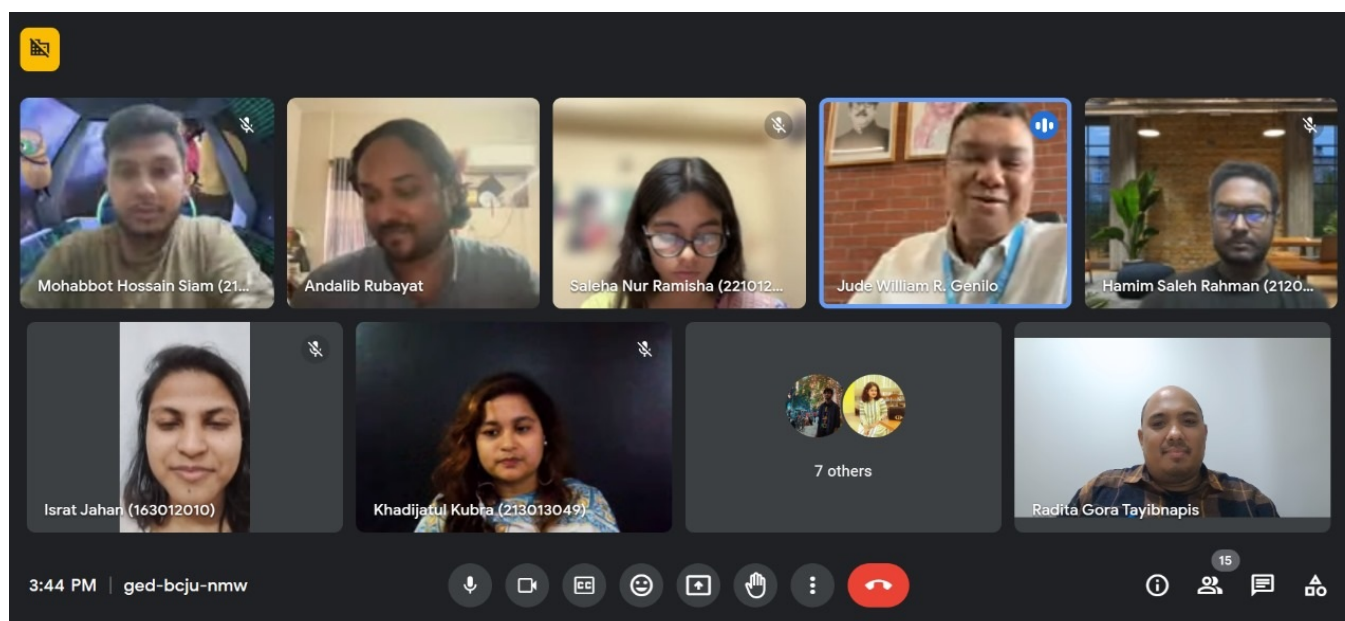 Mohabbot Hossain Siam (21...
Andalib Rubayat
Saleha Nur Ramisha (221012...
Jude William R. Genilo
Hamim Saleh Rahman (2120...
Israt Jahan (163012010)
Khadijatul Kubra (213013049)
7 others
Radita Gora Tayibnapis
15
3:44 PM | ged-bcju-nmw
CC